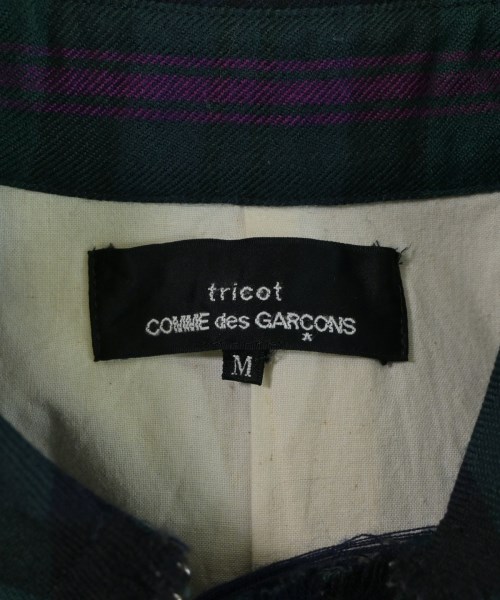 tricot
COMME des GARCONS
*
M